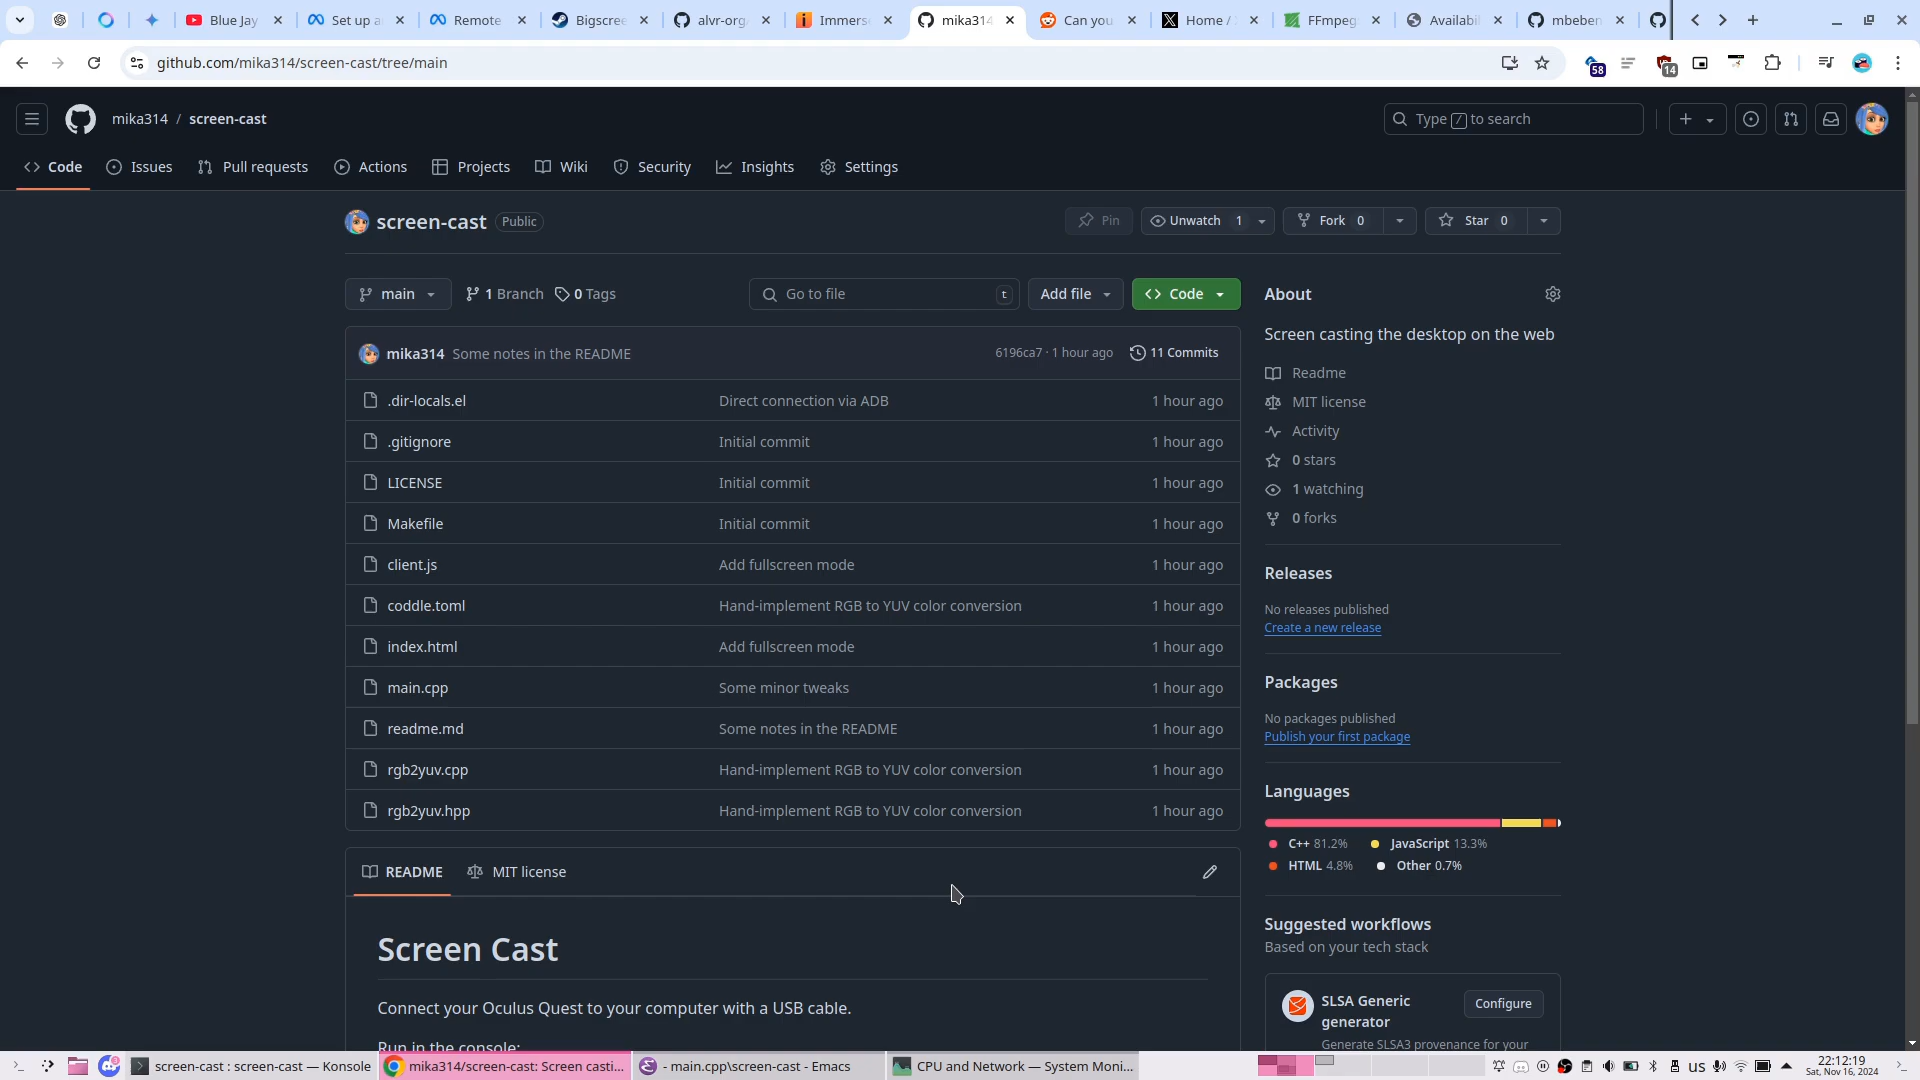 Blue Jay
Set up a
Remote
Bigscree
alvr-org
Immers
mika314
Can you
Home /
FFmpeg
Availabil
mbeben
github.com/mika314/screen-cast/tree/main
58
14
mika314 / screen-cast
Type / to search
Code
Issues
Pull requests
Actions
Projects
Wiki
Security
Insights
Settings
screen-cast
Public
Pin
Unwatch 1
Fork 0
Star 0
main
1 Branch
0 Tags
Go to file
t
Add file
Code
mika314 Some notes in the README
6196ca7 · 1 hour ago
11 Commits
.dir-locals.el Direct connection via ADB 1 hour ago
.gitignore Initial commit 1 hour ago
LICENSE Initial commit 1 hour ago
Makefile Initial commit 1 hour ago
client.js Add fullscreen mode 1 hour ago
coddle.toml Hand-implement RGB to YUV color conversion 1 hour ago
index.html Add fullscreen mode 1 hour ago
main.cpp Some minor tweaks 1 hour ago
readme.md Some notes in the README 1 hour ago
rgb2yuv.cpp Hand-implement RGB to YUV color conversion 1 hour ago
rgb2yuv.hpp Hand-implement RGB to YUV color conversion 1 hour ago
README
MIT license
Screen Cast
Connect your Oculus Quest to your computer with a USB cable.
Run in the console:
About
Screen casting the desktop on the web
Readme
MIT license
Activity
0 stars
1 watching
0 forks
Releases
No releases published
Create a new release
Packages
No packages published
Publish your first package
Languages
C++ 81.2%
JavaScript 13.3%
HTML 4.8%
Other 0.7%
Suggested workflows
Based on your tech stack
SLSA Generic
generator
Configure
Generate SLSA3 provenance for your
screen-cast : screen-cast — Konsole
mika314/screen-cast: Screen casti...
- main.cpp\screen-cast - Emacs
CPU and Network — System Moni...
us
22:12:19
Sat, Nov 16, 2024